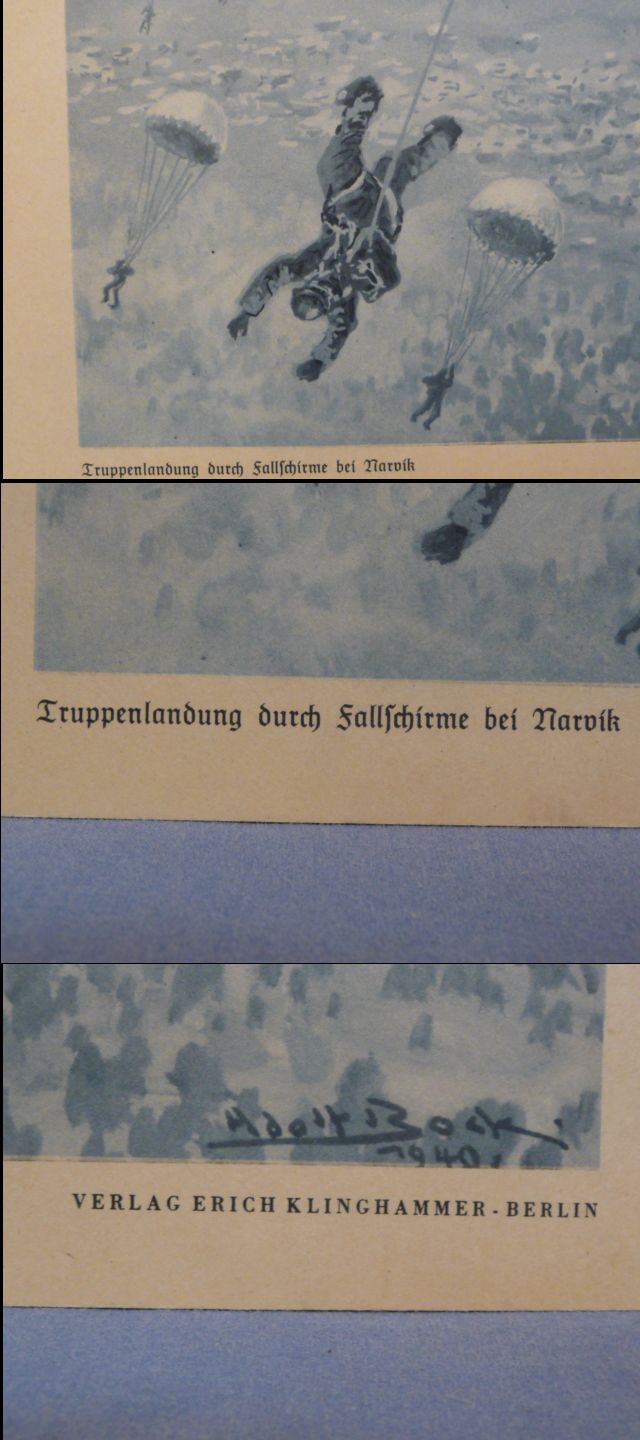 Truppenlandung durch Fallschirme bei Narvik
Truppenlandung durch Fallschirme bei Narvik
Adolf Bock
1940.
VERLAG ERICH KLINGHAMMER - BERLIN